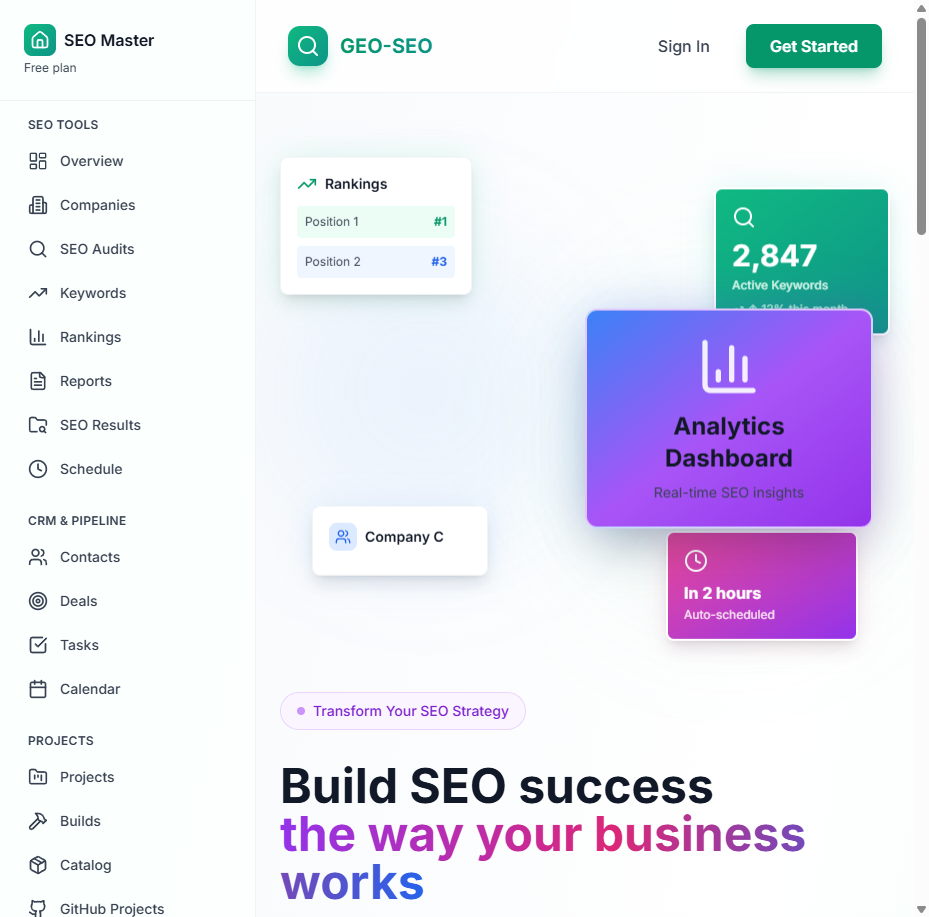 SEO Master
Free plan
SEO TOOLS
Overview
Companies
SEO Audits
Keywords
Rankings
Reports
SEO Results
Schedule
CRM & PIPELINE
Contacts
Deals
Tasks
Calendar
PROJECTS
Projects
Builds
Catalog
GitHub Projects
GEO-SEO
Sign In
Get Started
Rankings
Position 1 #1
Position 2 #3
2,847
Active Keywords
12% this month
Analytics
Dashboard
Real-time SEO insights
Company C
In 2 hours
Auto-scheduled
Transform Your SEO Strategy
Build SEO success
the way your business
works